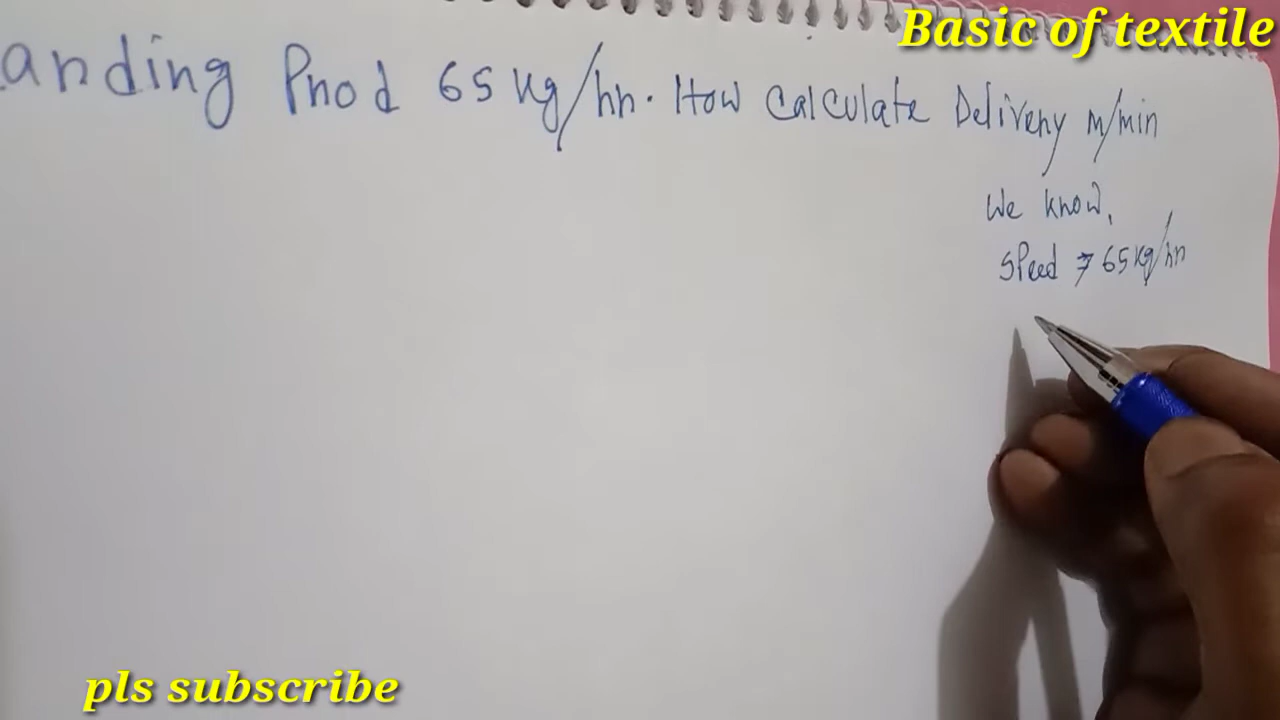 Basic of textile
anding Prod 65 kg/hr. How Calculate Delivery m/min
We know,
Speed = 65 kg/hr
pls subscribe